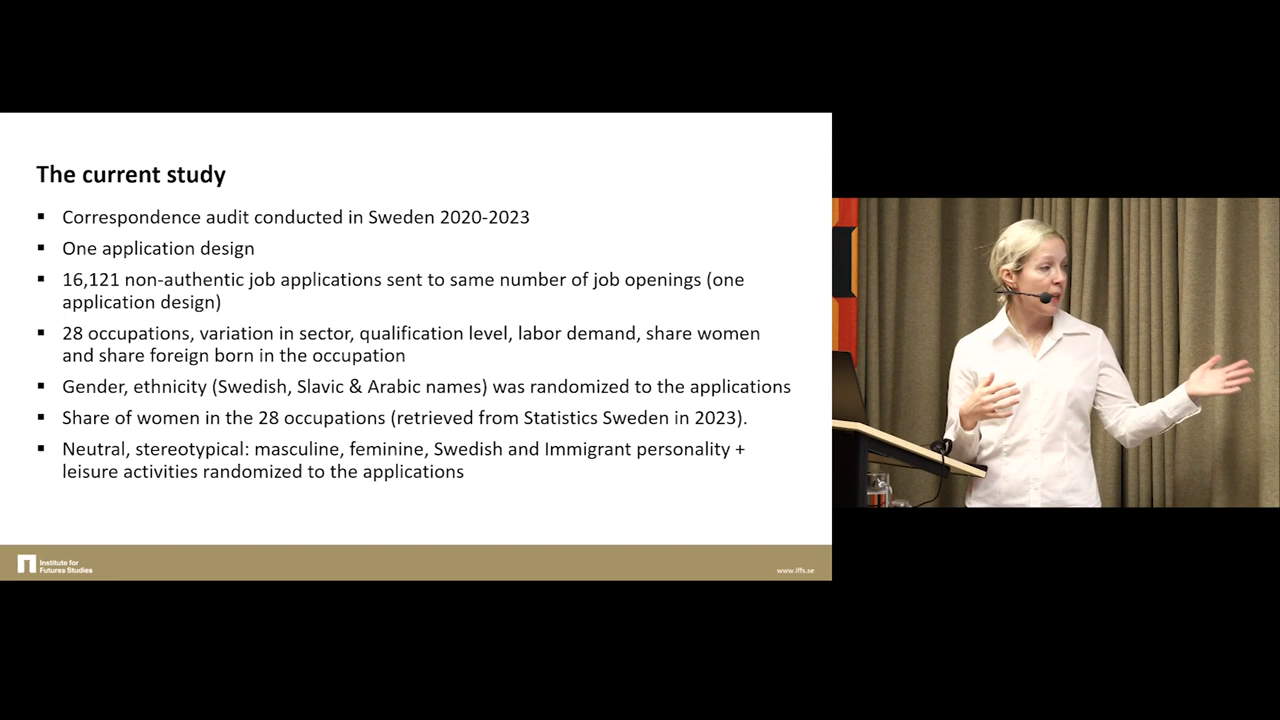 The current study
▪ Correspondence audit conducted in Sweden 2020-2023
▪ One application design
▪ 16,121 non-authentic job applications sent to same number of job openings (one
application design)
▪ 28 occupations, variation in sector, qualification level, labor demand, share women
and share foreign born in the occupation
▪ Gender, ethnicity (Swedish, Slavic & Arabic names) was randomized to the applications
▪ Share of women in the 28 occupations (retrieved from Statistics Sweden in 2023).
▪ Neutral, stereotypical: masculine, feminine, Swedish and Immigrant personality +
leisure activities randomized to the applications
Institute for
Futures Studies
www.iffs.se